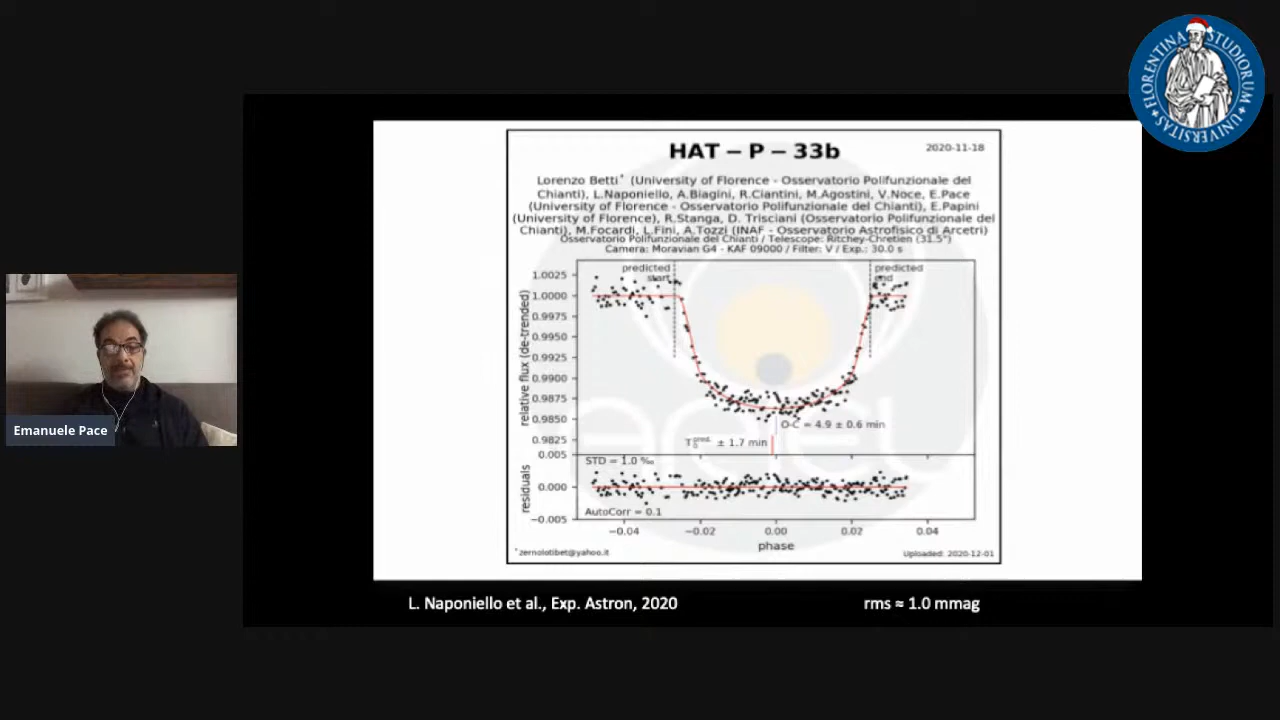 FLORENTINA STUDIORUM UNIVERSITAS
HAT – P – 33b
2020-11-18
Lorenzo Betti* (University of Florence - Osservatorio Polifunzionale del
Chianti), L.Naponiello, A.Biagini, R.Ciantini, M.Agostini, V.Noce, E.Pace
(University of Florence - Osservatorio Polifunzionale del Chianti), E.Papini
(University of Florence), R.Stanga, D. Trisciani (Osservatorio Polifunzionale del
Chianti), M.Focardi, L.Fini, A.Tozzi (INAF - Osservatorio Astrofisico di Arcetri)
Osservatorio Polifunzionale del Chianti / Telescope: Ritchey-Chretien (31.5")
Camera: Moravian G4 - KAF 09000 / Filter: V / Exp.: 30.0 s
predicted start
predicted end
relative flux (de-trended)
1.0025
1.0000
0.9975
0.9950
0.9925
0.9900
0.9875
0.9850
0.9825
ariel
O-C = 4.9 ± 0.6 min
T0 pred. ± 1.7 min
residuals
0.005
0.000
−0.005
STD = 1.0 ‰
AutoCorr = 0.1
−0.04 −0.02 0.00 0.02 0.04
phase
*zernolotibet@yahoo.it
Uploaded: 2020-12-01
Emanuele Pace
L. Naponiello et al., Exp. Astron, 2020
rms ≈ 1.0 mmag